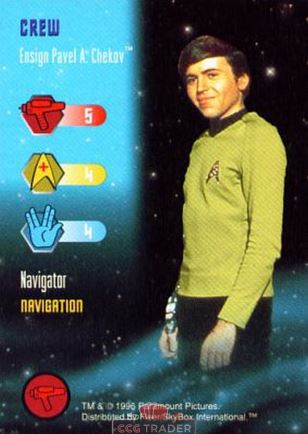 CREW
Ensign Pavel A. Chekov™
5
4
4
Navigator
NAVIGATION
TM & © 1996 Paramount Pictures.
Distributed By Fleer/SkyBox International.™
CCG TRADER